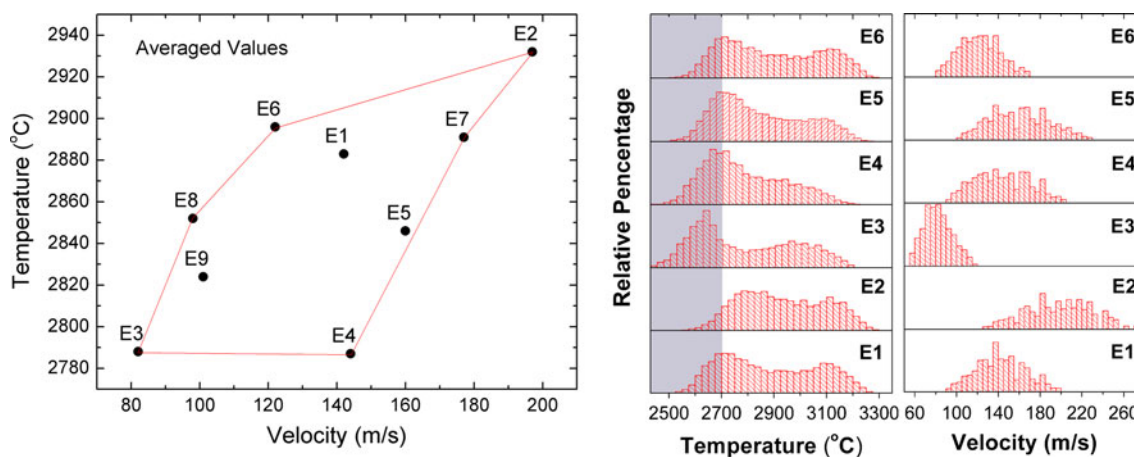 Averaged Values
E2
E6
E7
E1
E8
E5
E9
E3
E4
2940
2920
2900
2880
2860
2840
2820
2800
2780
80 100 120 140 160 180 200
Temperature (°C)
Velocity (m/s)
Relative Pencentage
E6
E5
E4
E3
E2
E1
2500 2700 2900 3100 3300
Temperature (°C)
E6
E5
E4
E3
E2
E1
60 100 140 180 220 260
Velocity (m/s)